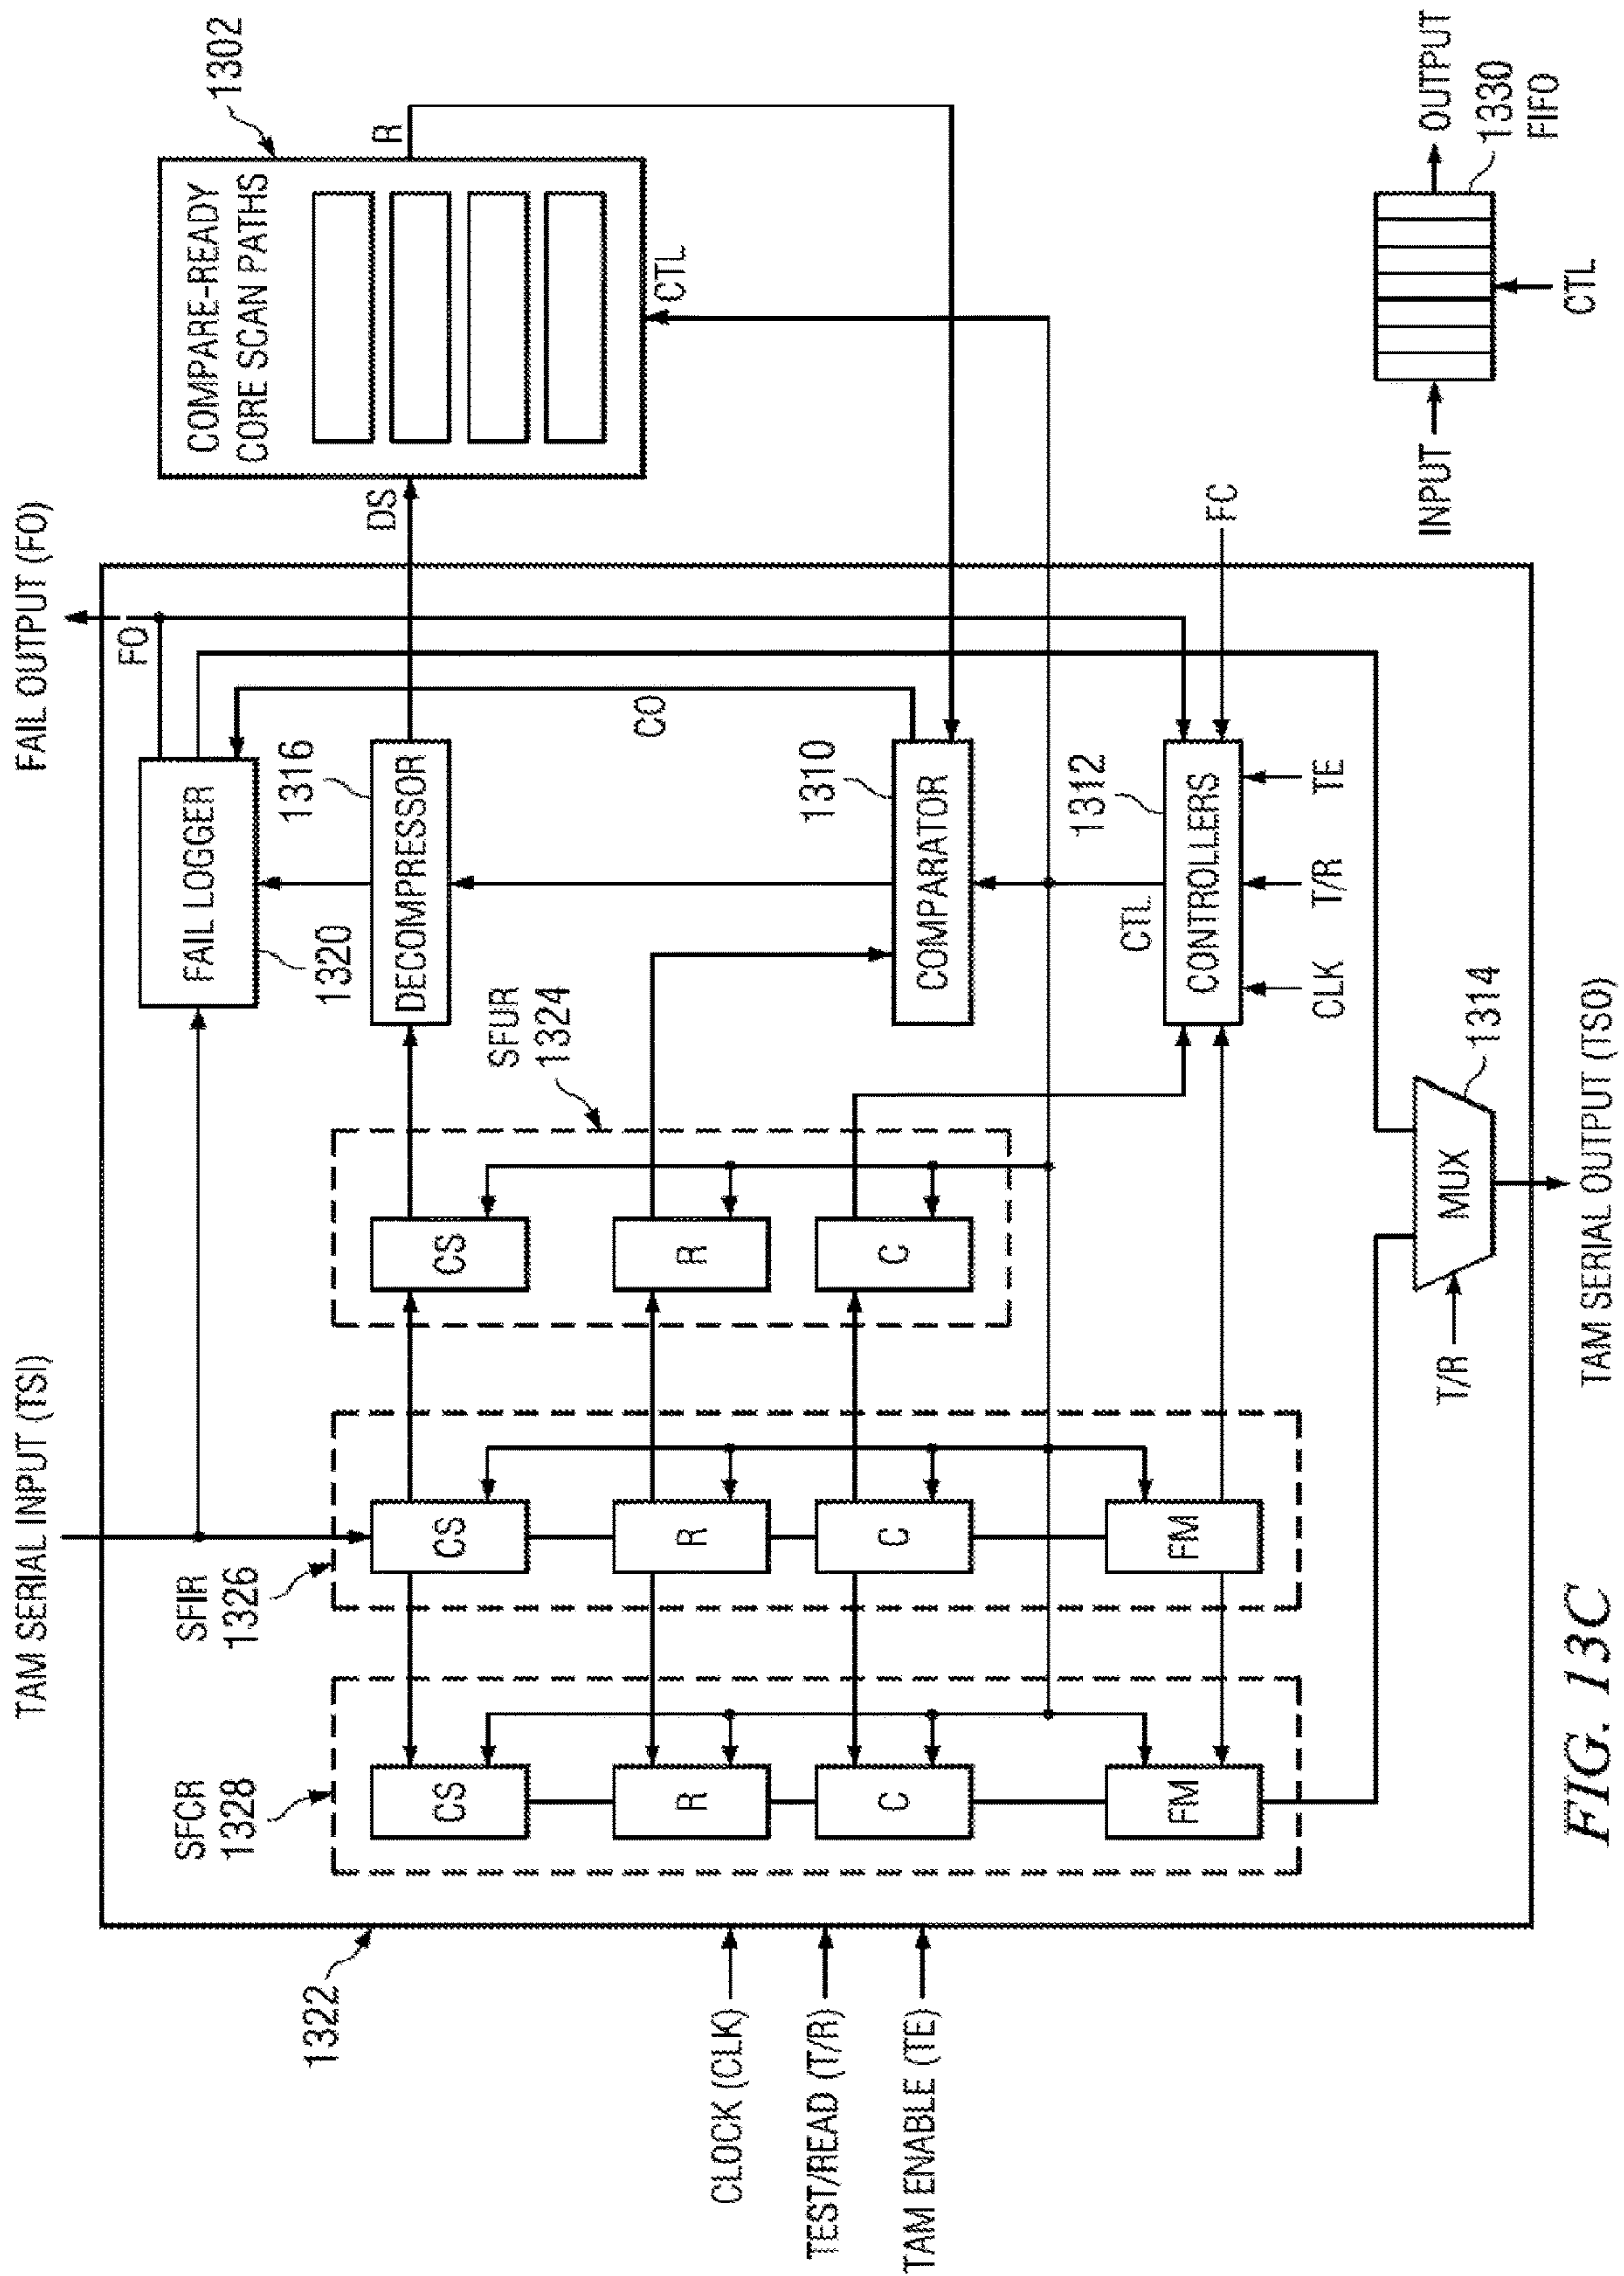 TAM SERIAL INPUT (TSI)
FAIL OUTPUT (FO)
SFCR
1328
SFIR
1326
FAIL LOGGER
1320
FO
1322
CS
CS
CS
DECOMPRESSOR
1316
DS
COMPARE-READY
CORE SCAN PATHS
1302
R
SFUR
1324
CLOCK (CLK)
TEST/READ (T/R)
TAM ENABLE (TE)
R
R
R
CO
CTL
C
C
C
COMPARATOR
1310
FM
FM
CTL
CONTROLLERS
1312
FC
CLK
T/R
TE
T/R
MUX
1314
TAM SERIAL OUTPUT (TSO)
INPUT
OUTPUT
1330
FIFO
CTL
FIG. 13C